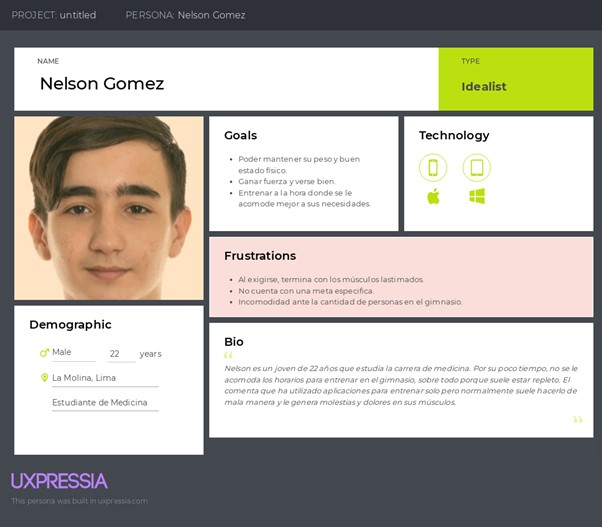 PROJECT: untitled
PERSONA: Nelson Gomez
NAME
Nelson Gomez
TYPE
Idealist
Goals
Poder mantener su peso y buen
estado físico.
Ganar fuerza y verse bien.
Entrenar a la hora donde se le
acomode mejor a sus necesidades.
Technology
Frustrations
Al exigirse, termina con los músculos lastimados.
No cuenta con una meta especifica.
Incomodidad ante la cantidad de personas en el gimnasio.
Demographic
Male
22 years
La Molina, Lima
Estudiante de Medicina
Bio
“
Nelson es un joven de 22 años que estudia la carrera de medicina. Por su poco tiempo, no se le
acomoda los horarios para entrenar en el gimnasio, sobre todo porque suele estar repleto. El
comenta que ha utilizado aplicaciones para entrenar solo pero normalmente suele hacerlo de
mala manera y le genera molestias y dolores en sus músculos.
”
UXPRESSIA
This persona was built in uxpressia.com